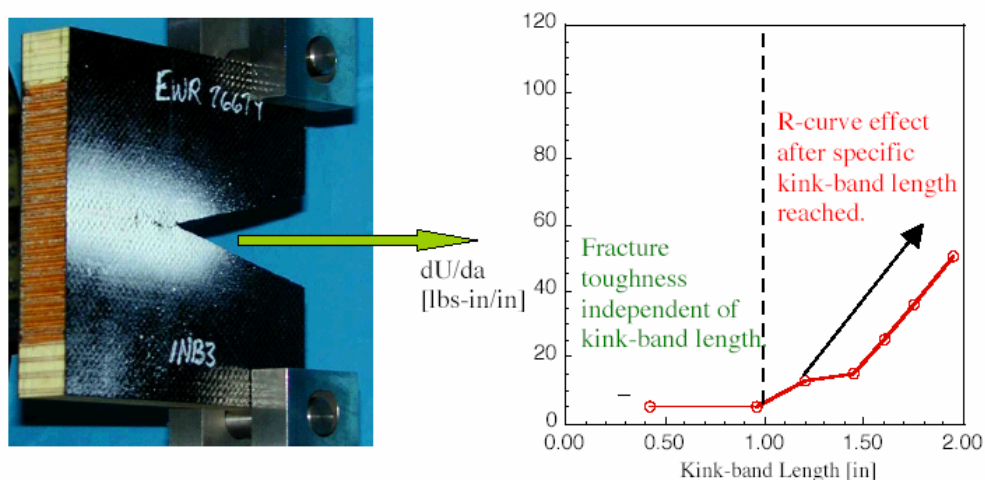 EWR 76679
INB3
dU/da
[lbs-in/in]
120
100
80
60
40
20
0
Fracture
toughness
independent of
kink-band length
R-curve effect
after specific
kink-band length
reached.
0.00 0.50 1.00 1.50 2.00
Kink-band Length [in]